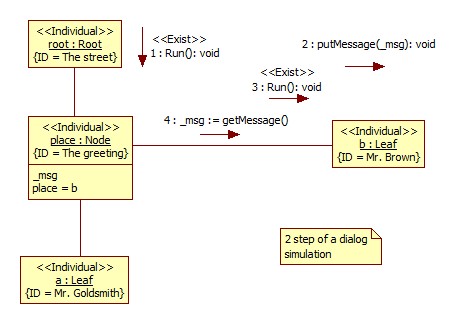 <<Individual>>
root : Root
{ID = The street}
<<Exist>>
1 : Run(): void
2 : putMessage(_msg): void
<<Exist>>
3 : Run(): void
4 : _msg := getMessage()
<<Individual>>
place : Node
{ID = The greeting}
_msg
place = b
<<Individual>>
b : Leaf
{ID = Mr. Brown}
2 step of a dialog
simulation
<<Individual>>
a : Leaf
{ID = Mr. Goldsmith}